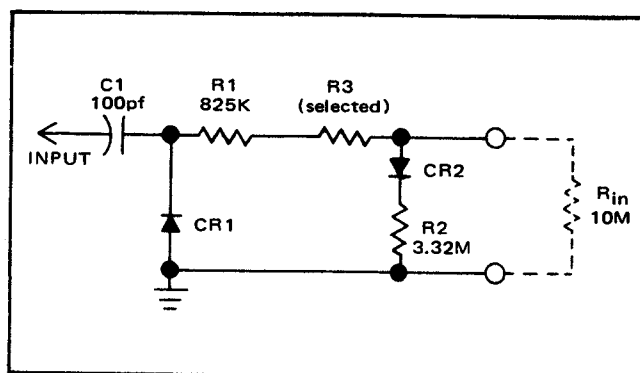 C1
100pf
R1
825K
R3
(selected)
INPUT
CR1
CR2
R2
3.32M
Rin
10M